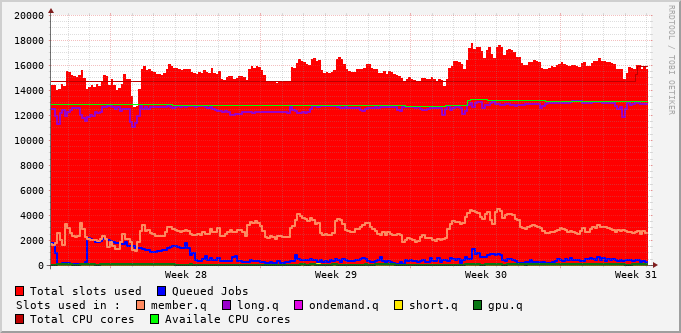 20000
18000
16000
14000
12000
10000
8000
6000
4000
2000
0
RRDTOOL / TOBI OETIKER
Week 28 Week 29 Week 30 Week 31
Total slots used Queued Jobs
Slots used in : member.q long.q ondemand.q short.q gpu.q
Total CPU cores Availale CPU cores